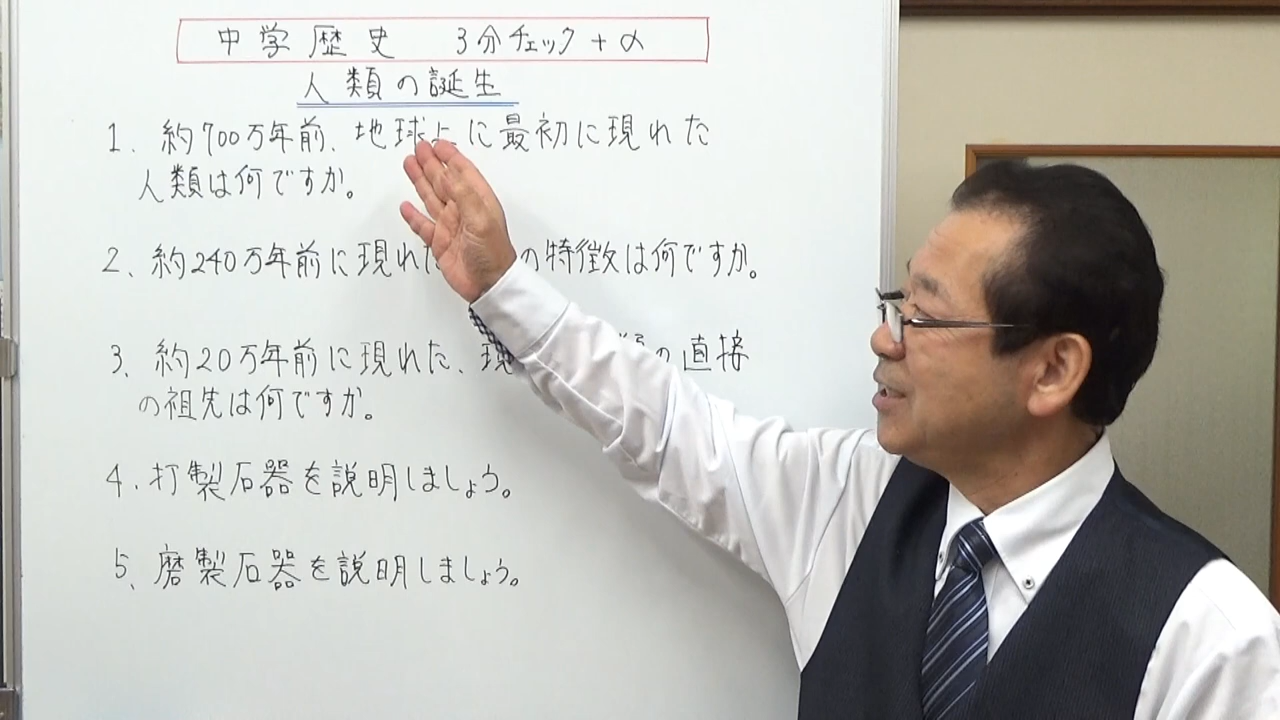 中学歴史 3分チェック+α
人類の誕生
1. 約700万年前、地球上に最初に現れた
人類は何ですか。
2、約240万年前に現れた の特徴は何ですか。
3、約20万年前に現れた、現 の直接
の祖先は何ですか。
4.打製石器を説明しましょう。
5、磨製石器を説明しましょう。